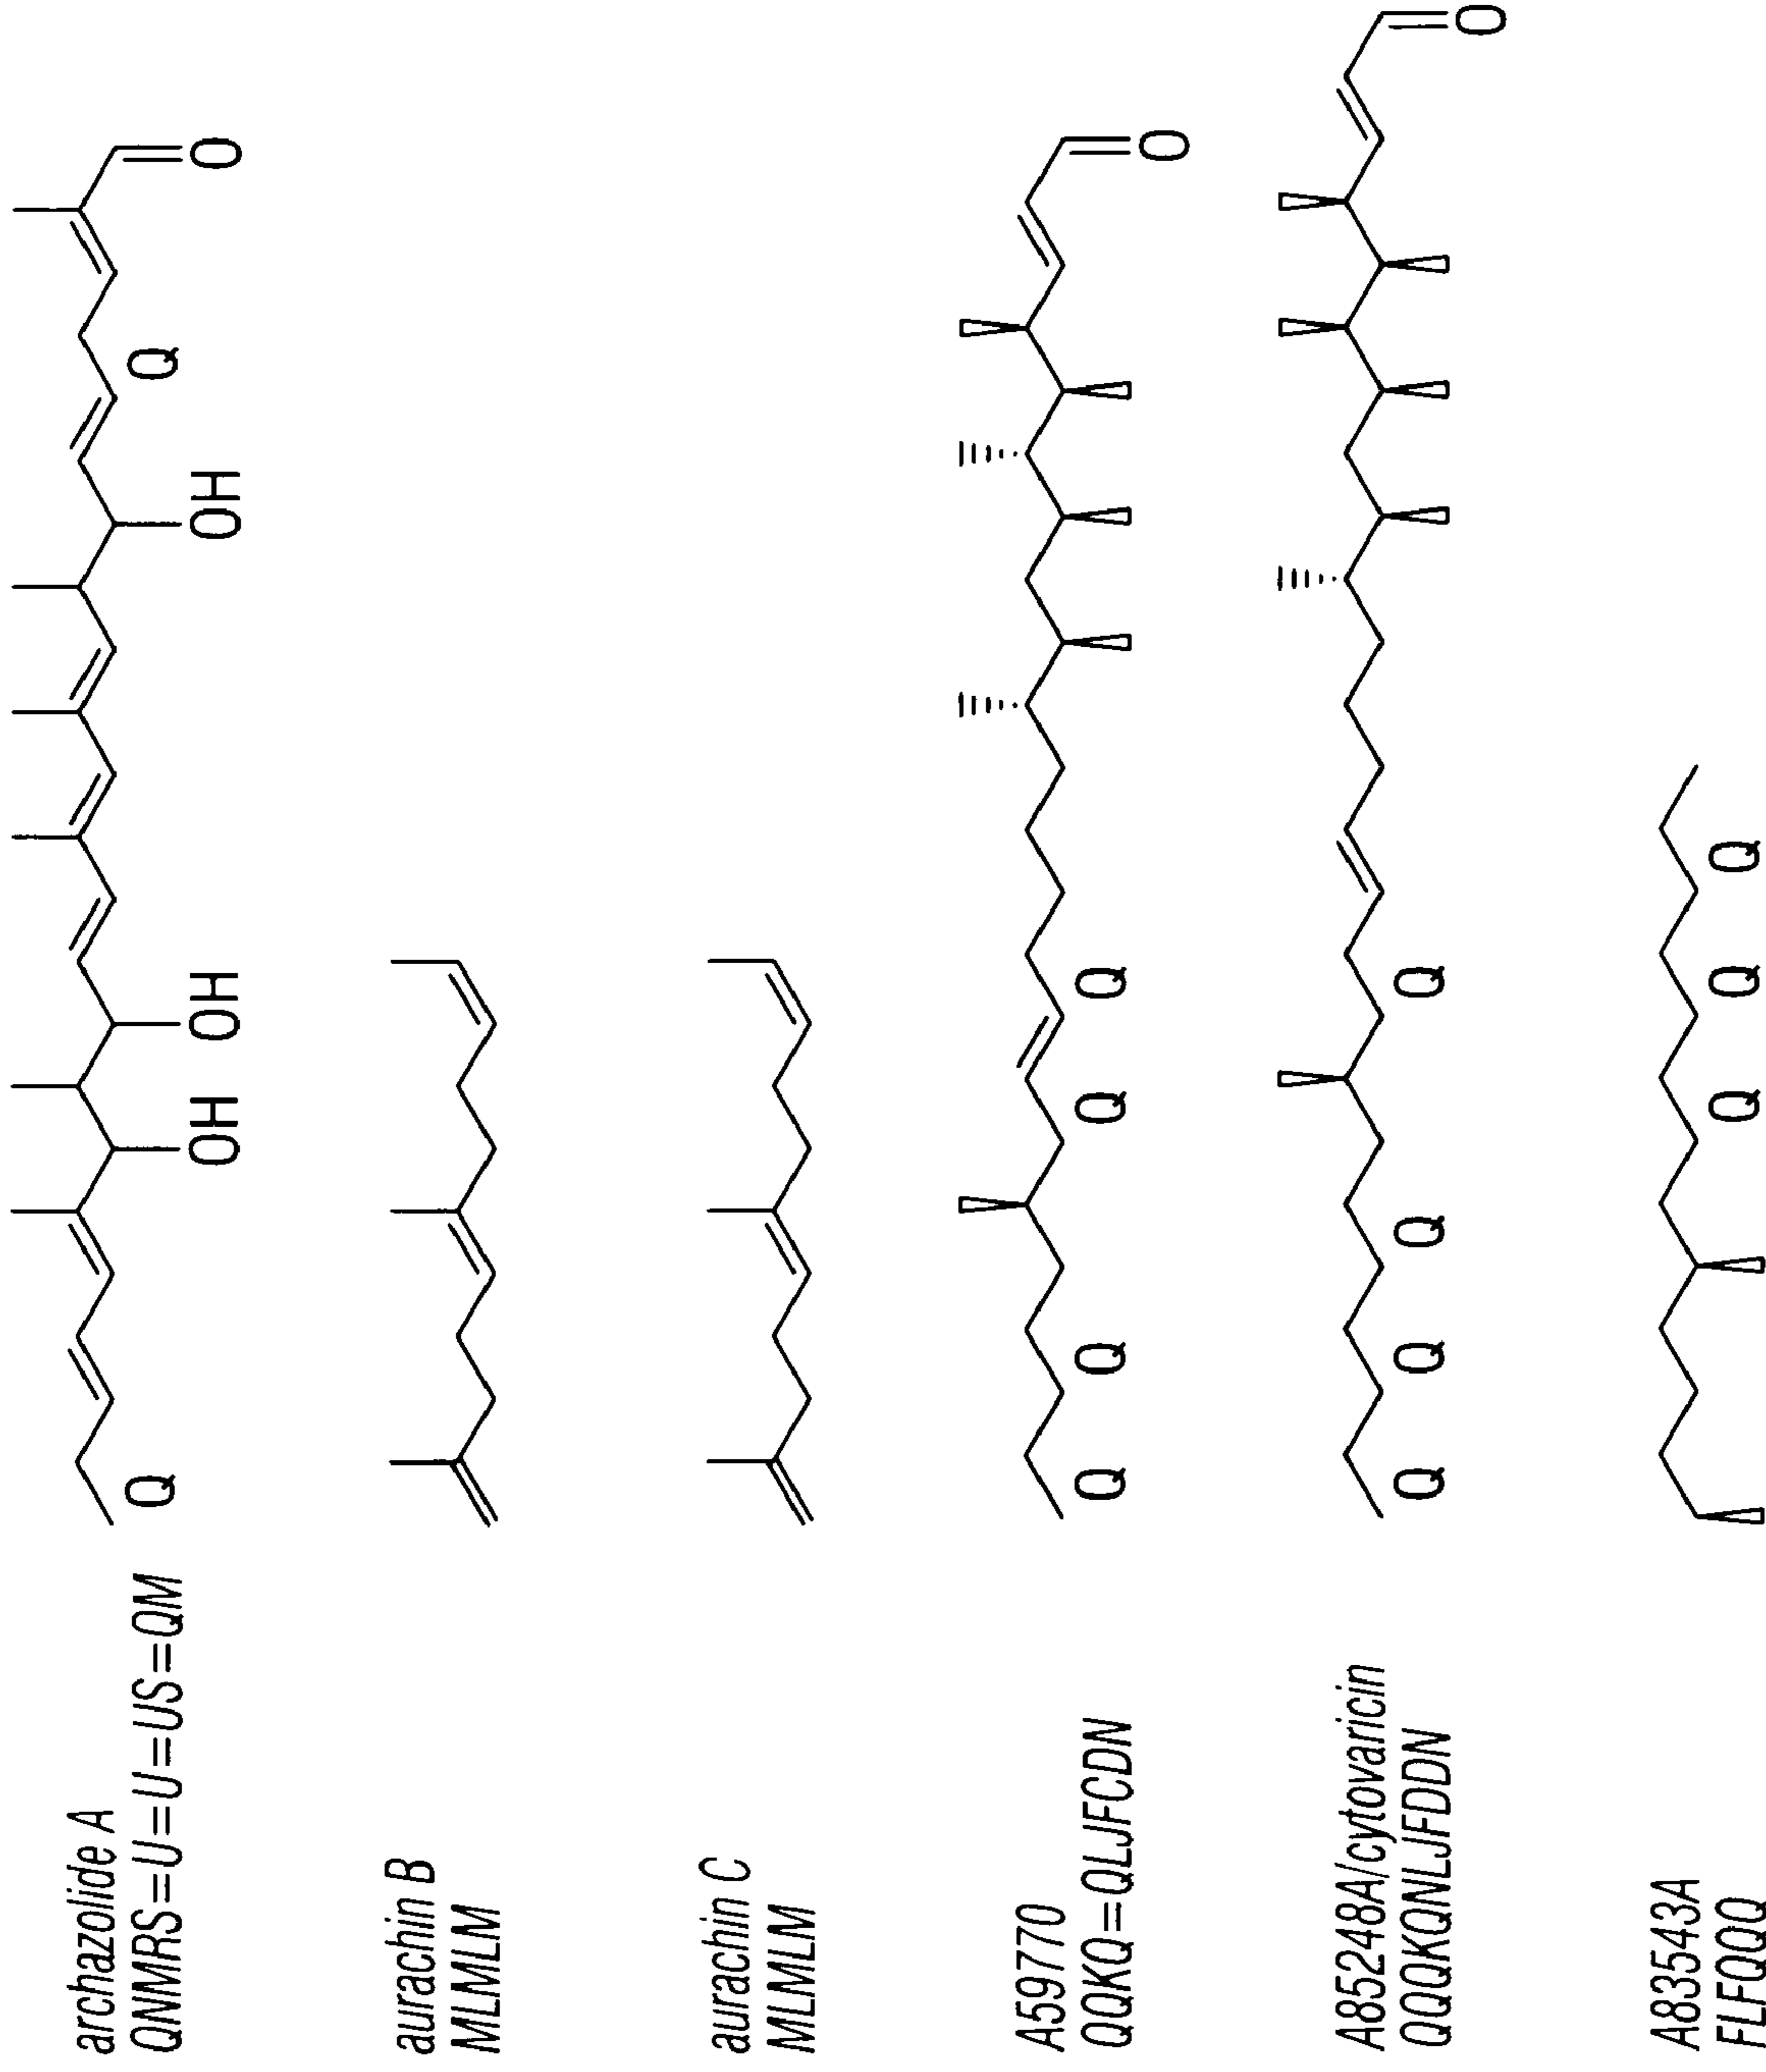 archazolide A
QNMRS=U=U=US=QM
Q Q
OH OH OH O
aurachin B
MLMLM
aurachin C
MLMLM
A59770
QQKQ=QLJFCDN
Q Q Q Q
O
A85248A/cytovaricin
QQQKQNLJFDDN
Q Q Q Q
O
A83543A
FLFQQQ
Q Q Q